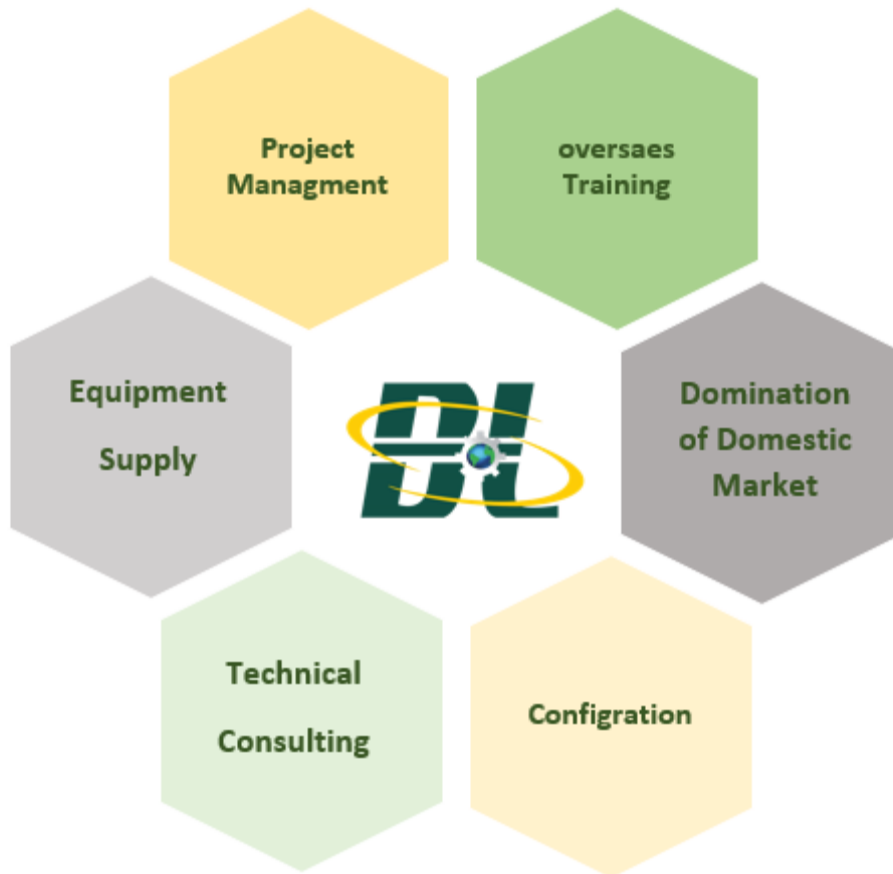 Project
Managment
oversaes
Training
Equipment
Supply
Domination
of Domestic
Market
DL
Technical
Consulting
Configration